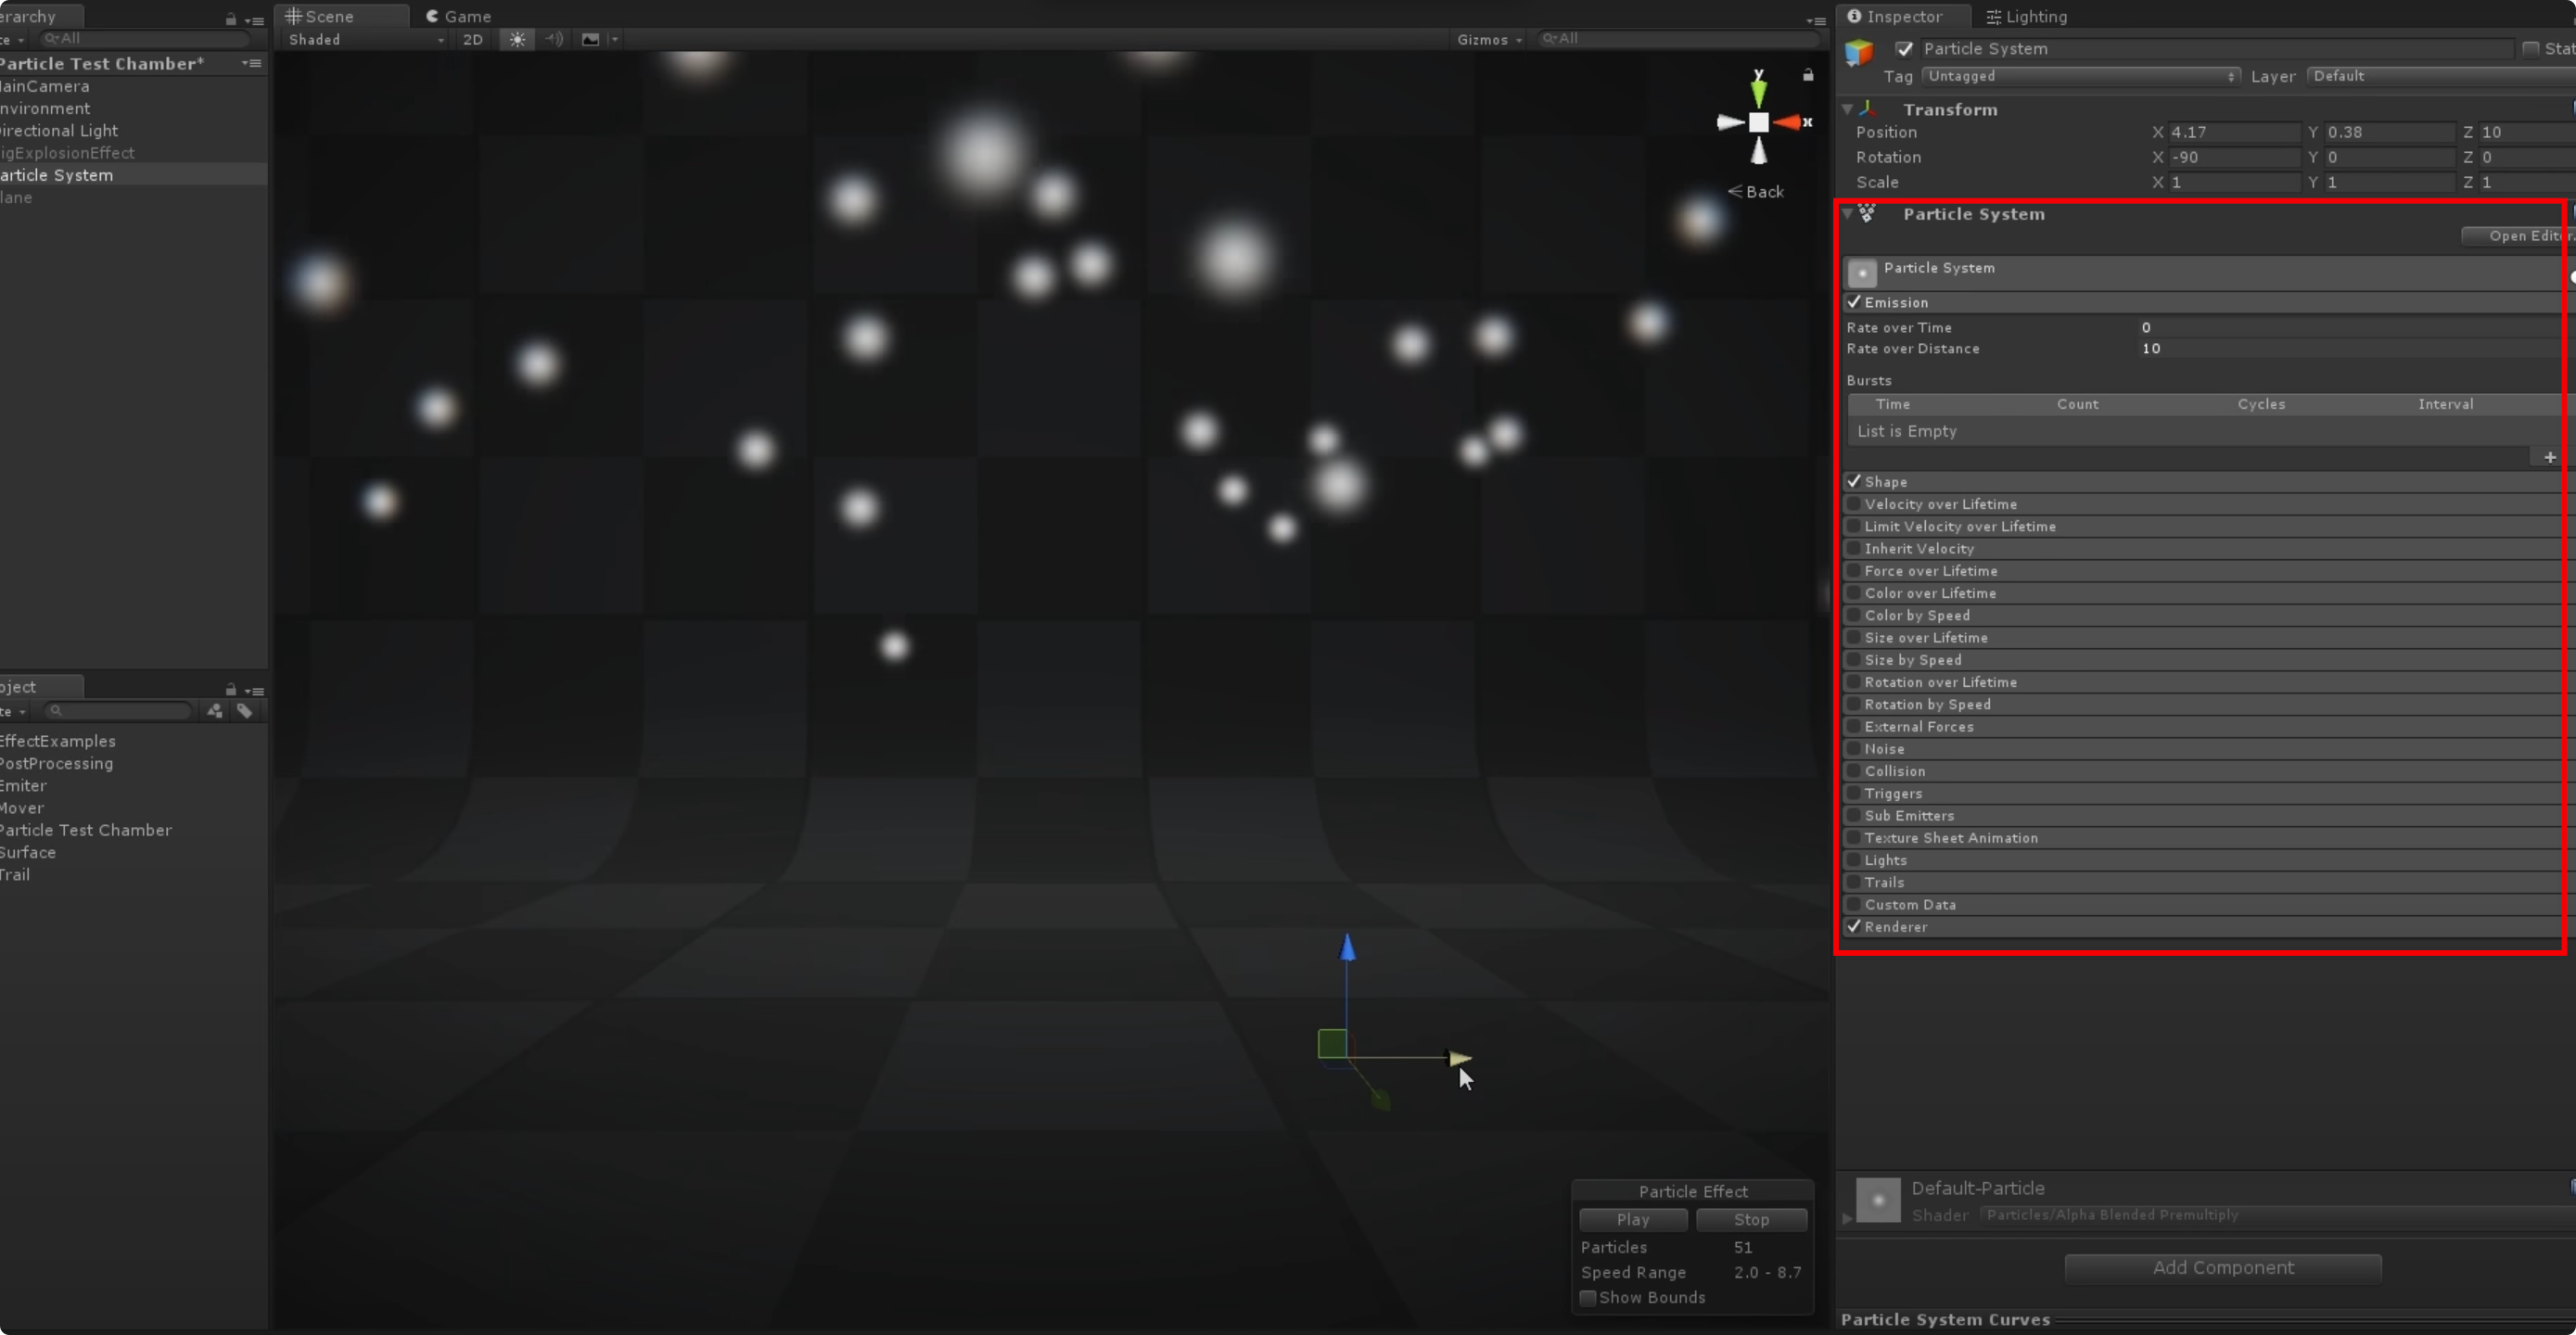 erarchy
te
All
Particle Test Chamber*
ainCamera
nvironment
irectional Light
igExplosionEffect
article System
lane
oject
te
EffectExamples
PostProcessing
Emiter
Mover
Particle Test Chamber
Surface
Trail
Scene
Game
Shaded
2D
Gizmos
All
y
x
Back
Particle Effect
Play Stop
Particles 51
Speed Range 2.0 - 8.7
Show Bounds
Inspector
Lighting
Particle System
Stat
Tag Untagged Layer Default
Transform
Position X 4.17 Y 0.38 Z 10
Rotation X -90 Y 0 Z 0
Scale X 1 Y 1 Z 1
Particle System
Open Editor.
Particle System
Emission
Rate over Time 0
Rate over Distance 10
Bursts
Time Count Cycles Interval
List is Empty
+
Shape
Velocity over Lifetime
Limit Velocity over Lifetime
Inherit Velocity
Force over Lifetime
Color over Lifetime
Color by Speed
Size over Lifetime
Size by Speed
Rotation over Lifetime
Rotation by Speed
External Forces
Noise
Collision
Triggers
Sub Emitters
Texture Sheet Animation
Lights
Trails
Custom Data
Renderer
Default-Particle
Shader Particles/Alpha Blended Premultiply
Add Component
Particle System Curves